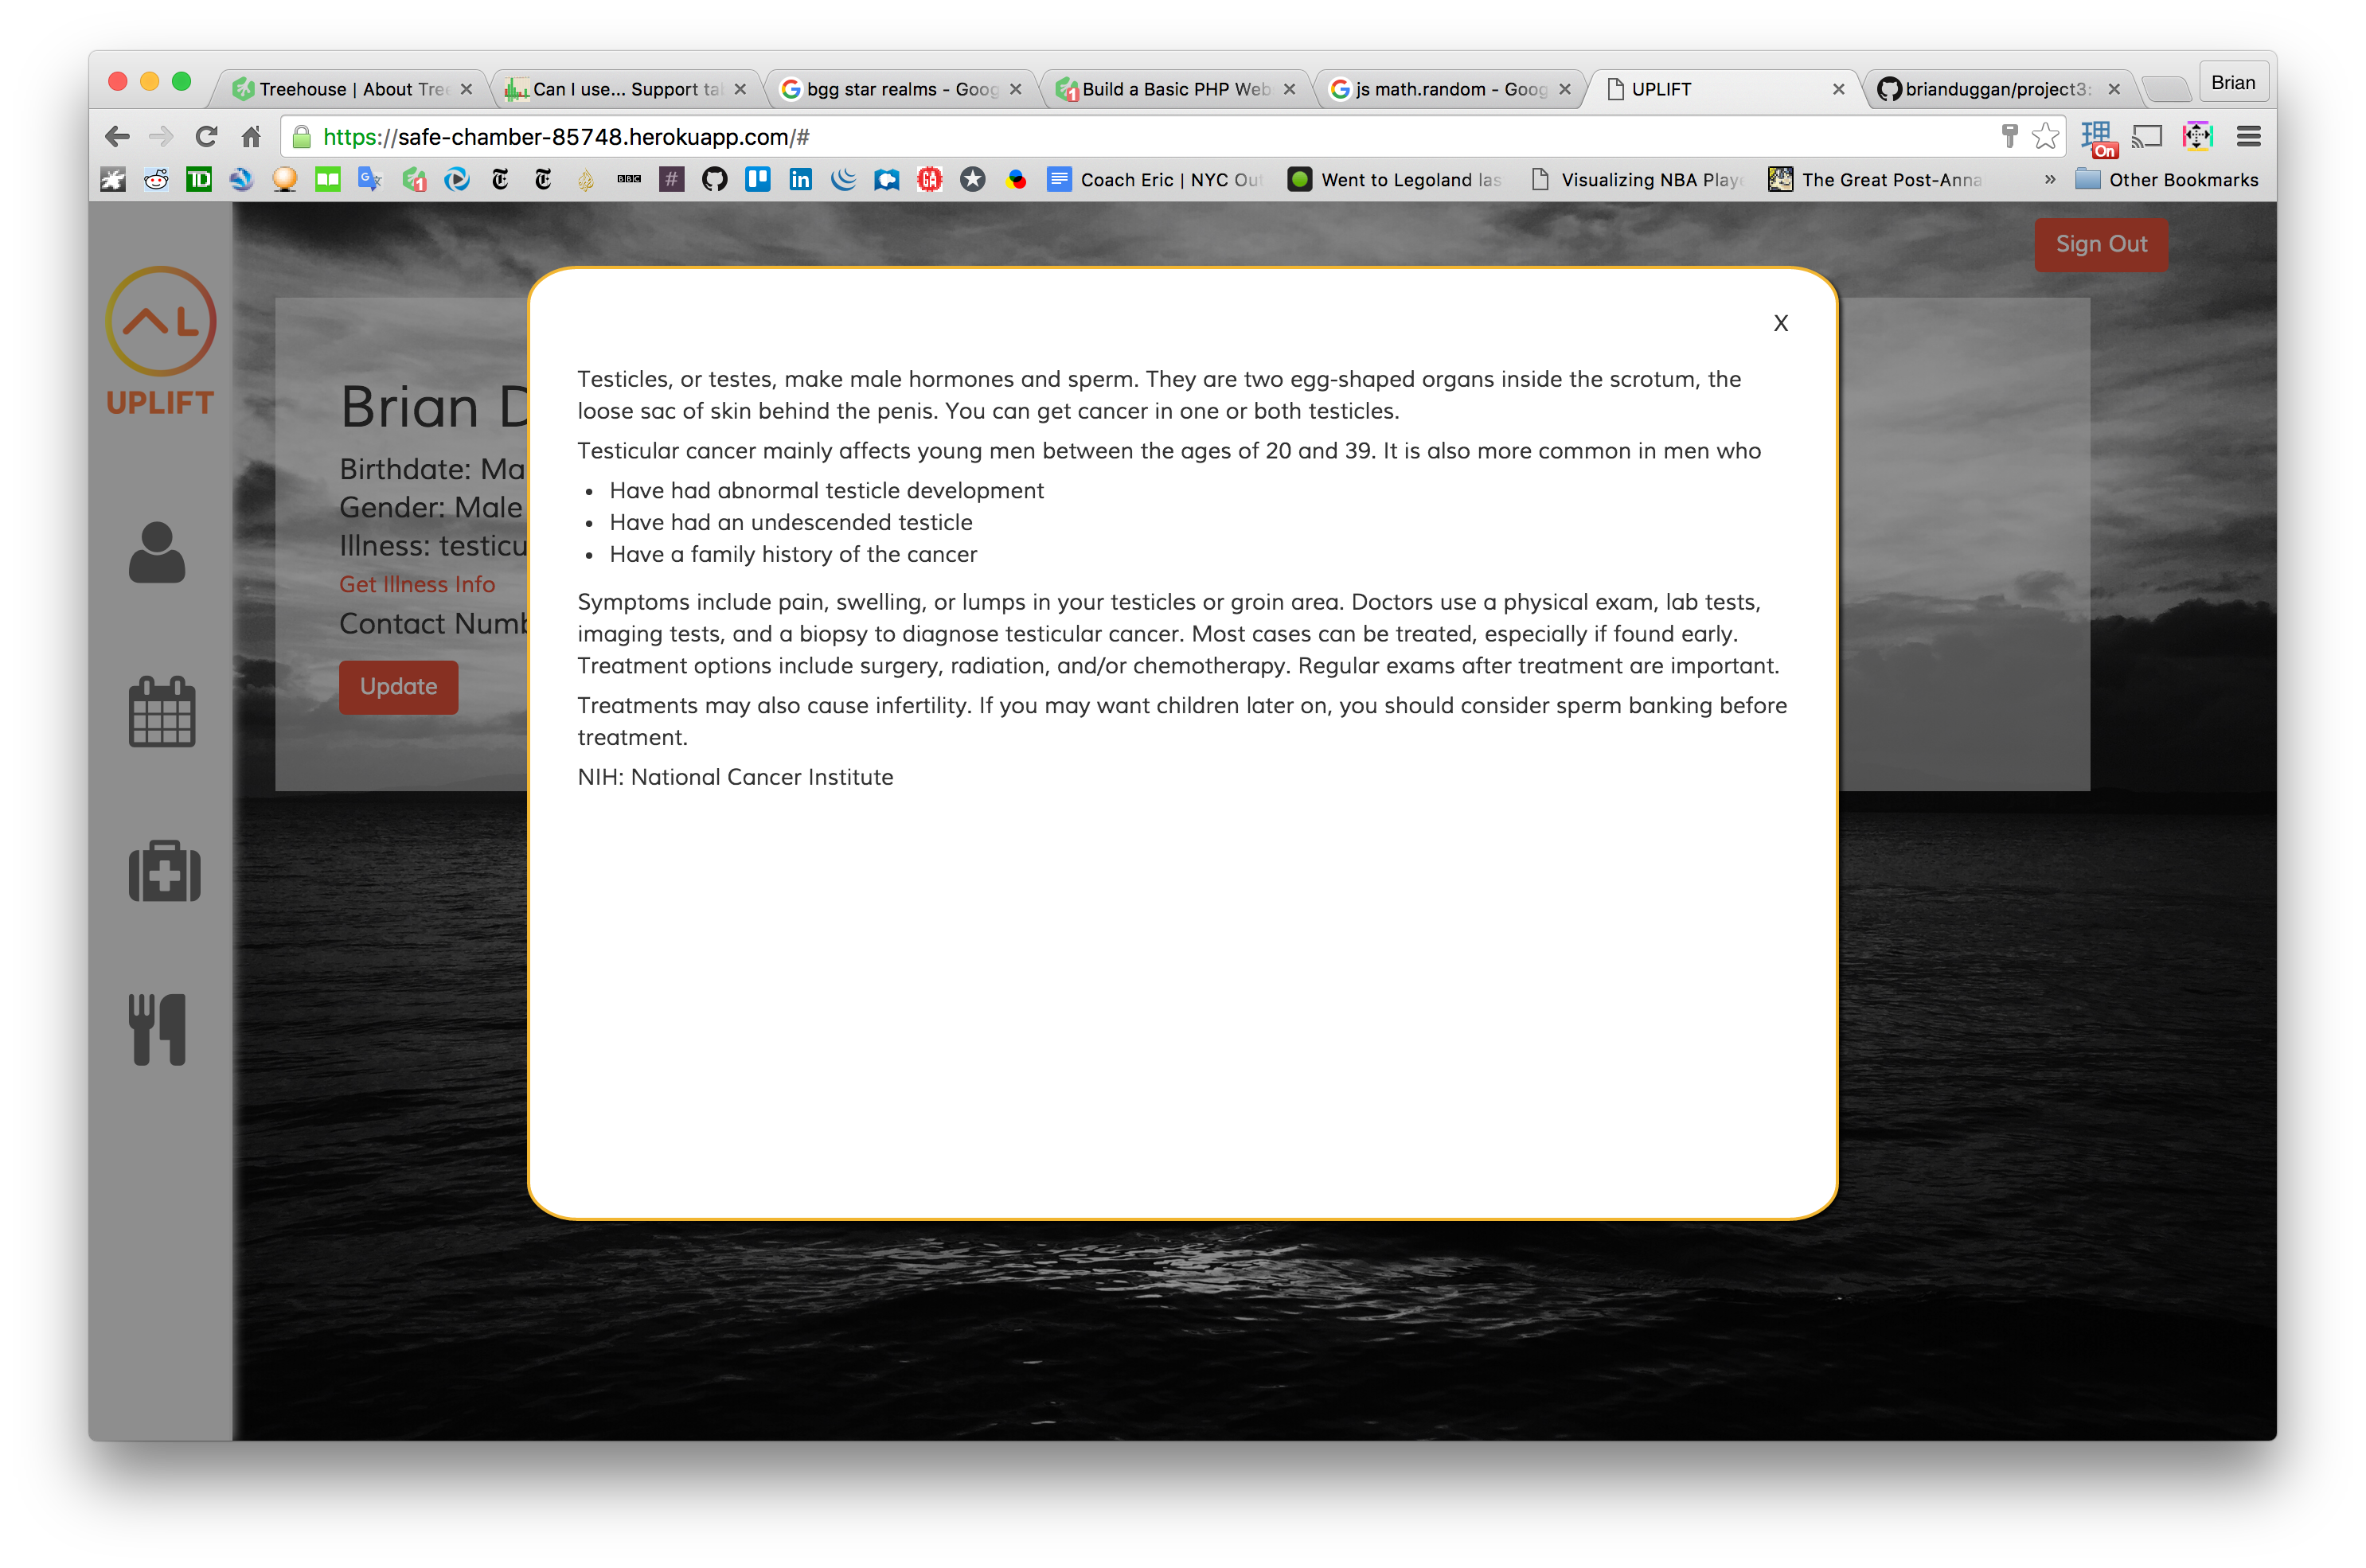 Treehouse | About Tree
Can I use... Support ta
bgg star realms - Goog
Build a Basic PHP Web
js math.random - Goog
UPLIFT
brianduggan/project3:
Brian
https://safe-chamber-85748.herokuapp.com/#
理
On
TD
BBC
#
in
GA
Coach Eric | NYC Out
Went to Legoland las
Visualizing NBA Playe
The Great Post-Anna
»
Other Bookmarks
Sign Out
UPLIFT
Brian D
Birthdate: Ma
Gender: Male
Illness: testicu
Get Illness Info
Contact Numb
Update
X
Testicles, or testes, make male hormones and sperm. They are two egg-shaped organs inside the scrotum, the
loose sac of skin behind the penis. You can get cancer in one or both testicles.
Testicular cancer mainly affects young men between the ages of 20 and 39. It is also more common in men who
• Have had abnormal testicle development
• Have had an undescended testicle
• Have a family history of the cancer
Symptoms include pain, swelling, or lumps in your testicles or groin area. Doctors use a physical exam, lab tests,
imaging tests, and a biopsy to diagnose testicular cancer. Most cases can be treated, especially if found early.
Treatment options include surgery, radiation, and/or chemotherapy. Regular exams after treatment are important.
Treatments may also cause infertility. If you may want children later on, you should consider sperm banking before
treatment.
NIH: National Cancer Institute